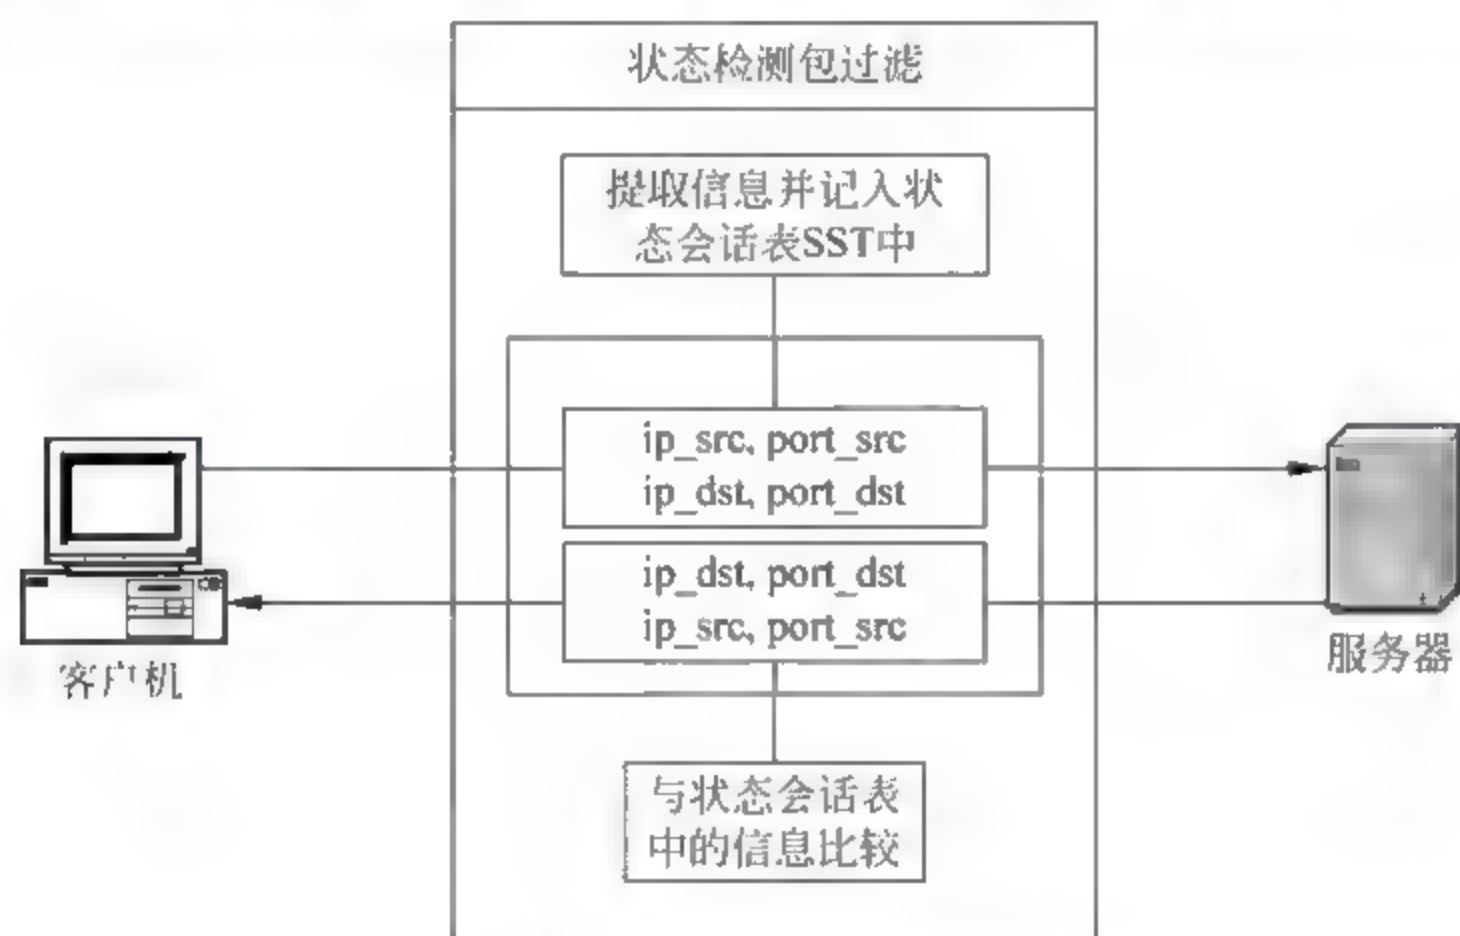 状态检测包过滤
提取信息并记入状
态会话表SST中
ip_src, port_src
ip_dst, port_dst
ip_dst, port_dst
ip_src, port_src
客户机
服务器
与状态会话表
中的信息比较